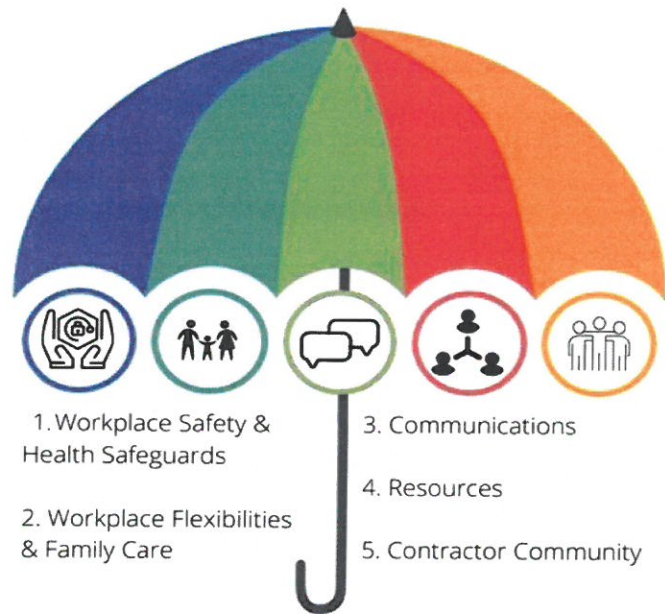 1. Workplace Safety &
Health Safeguards
2. Workplace Flexibilities
& Family Care
3. Communications
4. Resources
5. Contractor Community